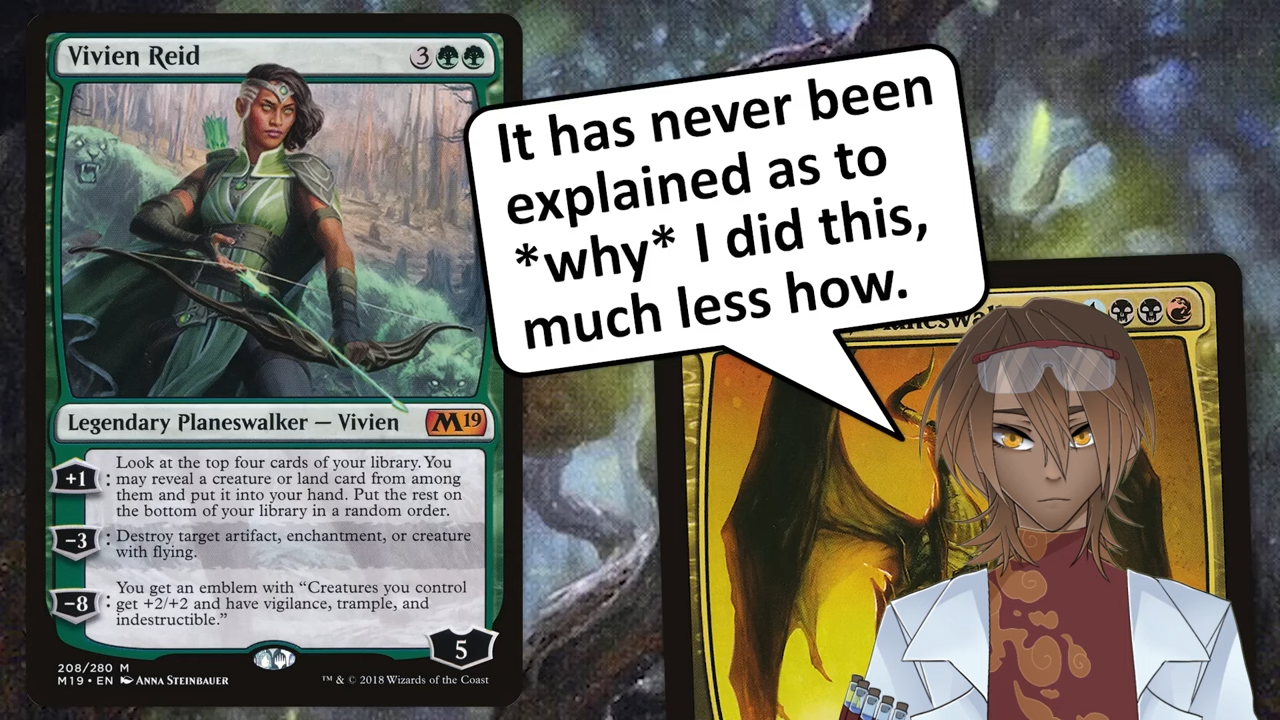 Vivien Reid
3
It has never been
explained as to
*why* I did this,
much less how.
Legendary Planeswalker — Vivien
M19
+1 : Look at the top four cards of your library. You
may reveal a creature or land card from among
them and put it into your hand. Put the rest on
the bottom of your library in a random order.
−3 : Destroy target artifact, enchantment, or creature
with flying.
−8 : You get an emblem with “Creatures you control
get +2/+2 and have vigilance, trample, and
indestructible.”
5
208/280 M
M19 • EN Anna Steinbauer
™ & © 2018 Wizards of the Coast